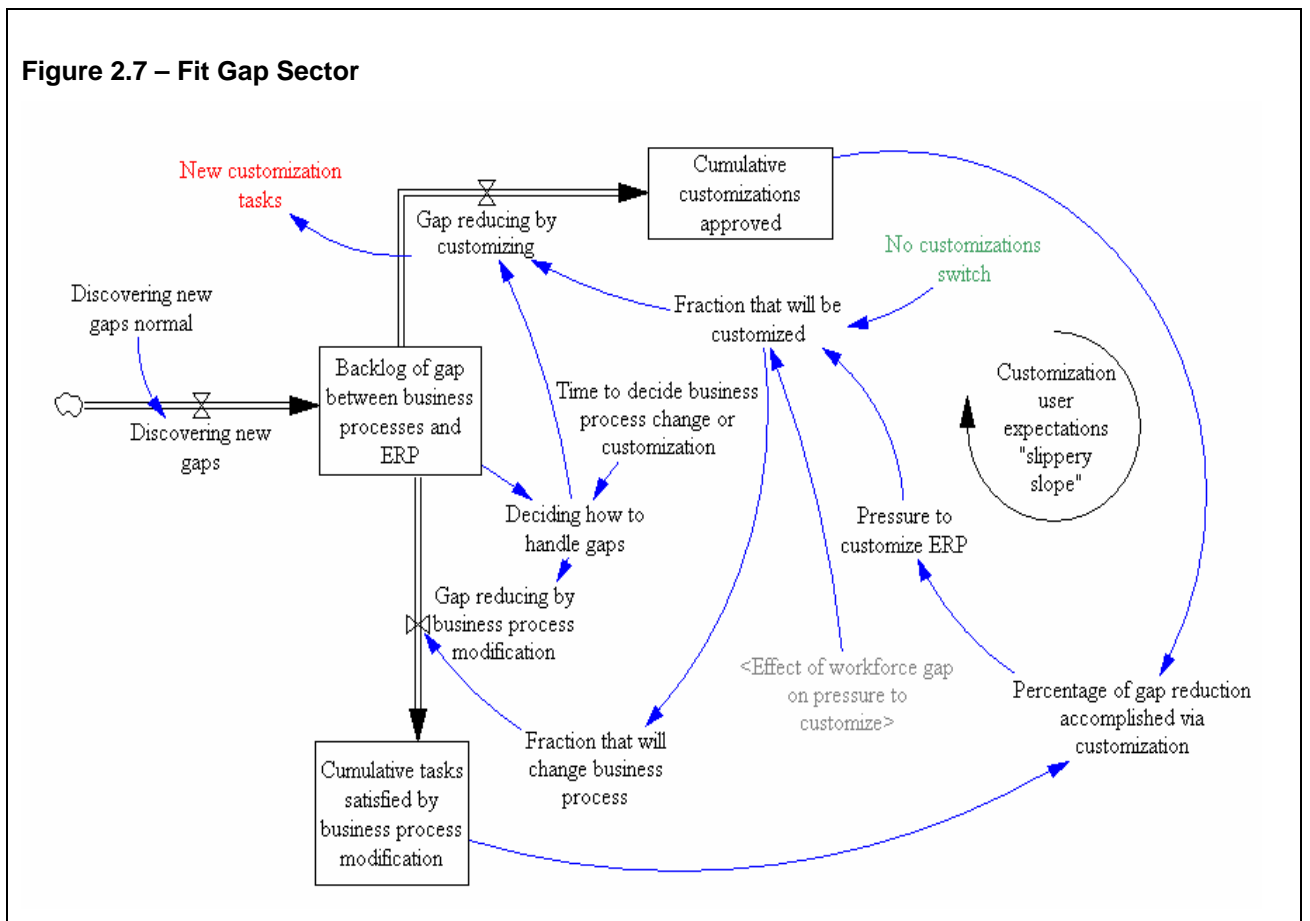 Figure 2.7 – Fit Gap Sector
New customization
tasks
Cumulative
customizations
approved
Gap reducing by
customizing
No customizations
switch
Discovering new
gaps normal
Fraction that will be
customized
Backlog of gap
between business
processes and
ERP
Customization
user
expectations
"slippery
slope"
Time to decide business
process change or
customization
Discovering new
gaps
Deciding how to
handle gaps
Pressure to
customize ERP
Gap reducing by
business process
modification
<Effect of workforce gap
on pressure to
customize>
Percentage of gap reduction
accomplished via
customization
Fraction that will
change business
process
Cumulative tasks
satisfied by
business process
modification